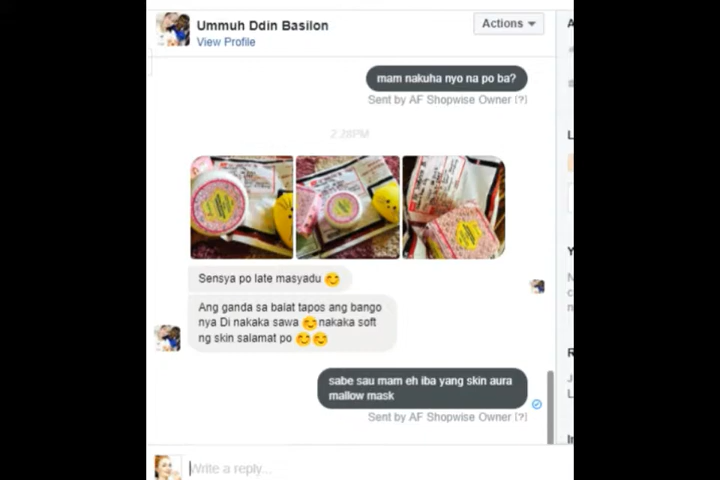 Ummuh Ddin Basilon
Actions
View Profile
mam nakuha nyo na po ba?
Sent by AF Shopwise Owner [?]
2:28PM
Sensya po late masyadu
Ang ganda sa balat tapos ang bango
nya Di nakaka sawa nakaka soft
ng skin salamat po
sabe sau mam eh iba yang skin aura
mallow mask
Sent by AF Shopwise Owner [?]
Write a reply...